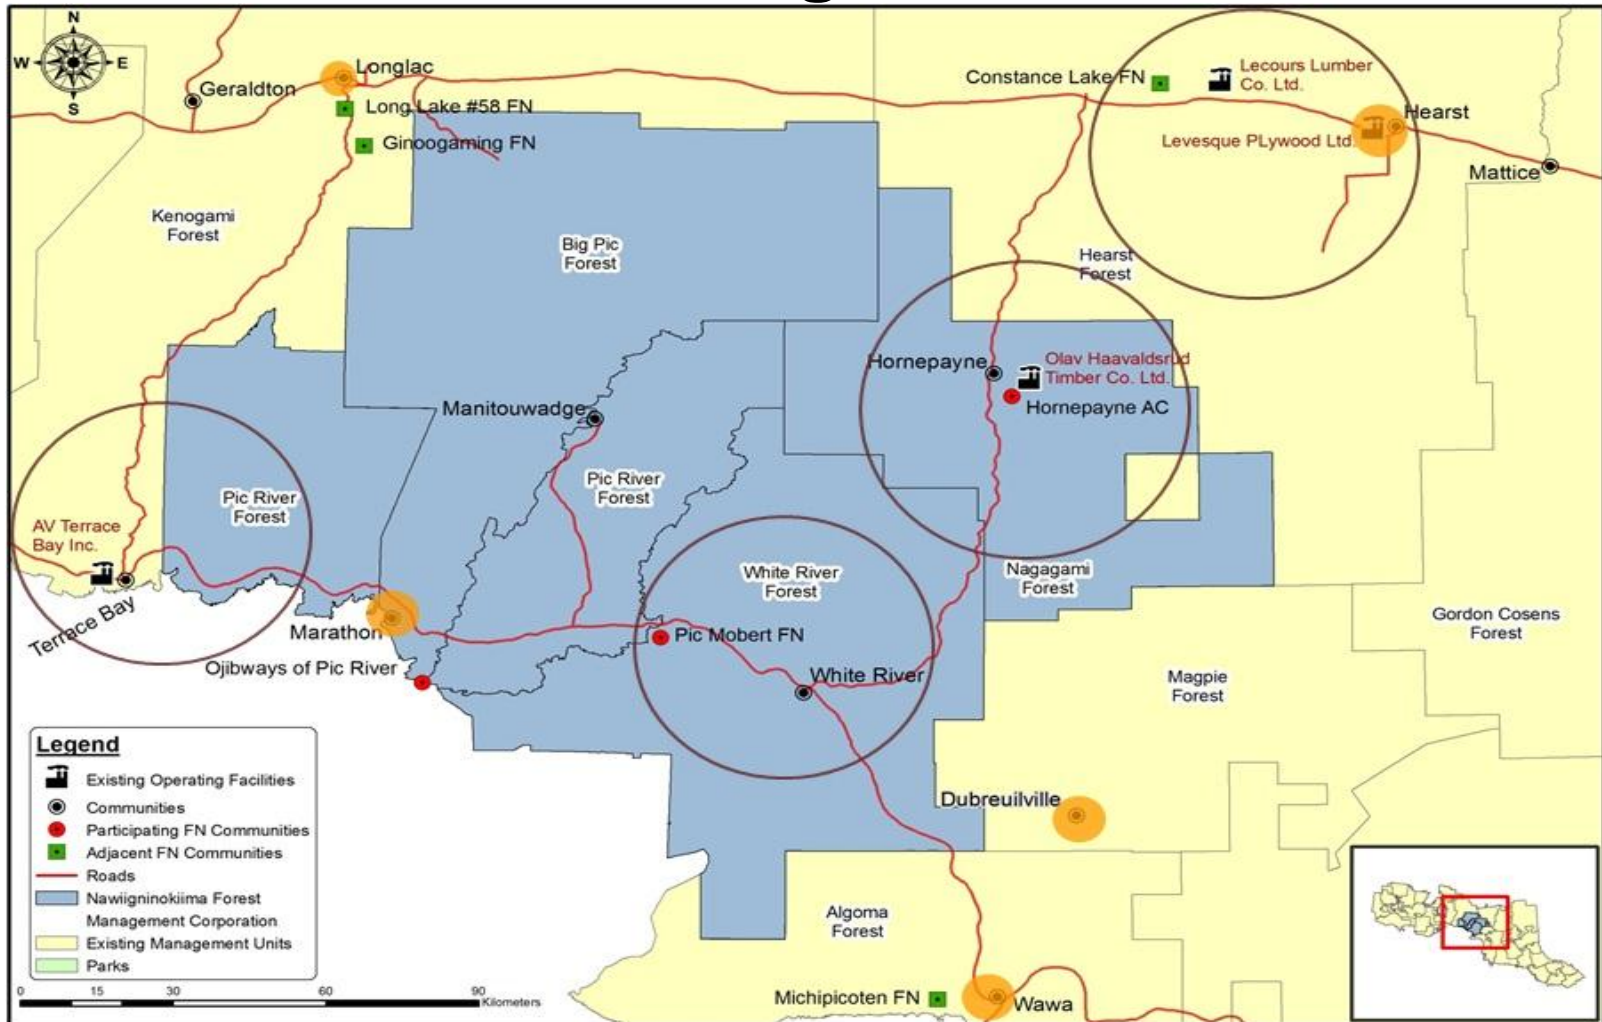 N
W
E
S
Longlac
Geraldton
Long Lake #58 FN
Ginoogaming FN
Constance Lake FN
Lecours Lumber
Co. Ltd.
Hearst
Levesque PLywood Ltd.
Mattice
Kenogami
Forest
Big Pic
Forest
Hearst
Forest
Hornepayne
Olav Haavaldsrud
Timber Co. Ltd.
Hornepayne AC
Manitouwadge
Pic River
Forest
Pic River
Forest
AV Terrace
Bay Inc.
Terrace Bay
White River
Forest
Nagagami
Forest
Gordon Cosens
Forest
Marathon
Pic Mobert FN
Ojibways of Pic River
White River
Magpie
Forest
Dubreuilville
Algoma
Forest
Michipicoten FN
Wawa
Legend
Existing Operating Facilities
Communities
Participating FN Communities
Adjacent FN Communities
Roads
Nawiigninokiima Forest
Management Corporation
Existing Management Units
Parks
0 15 30 60 90
Kilometers